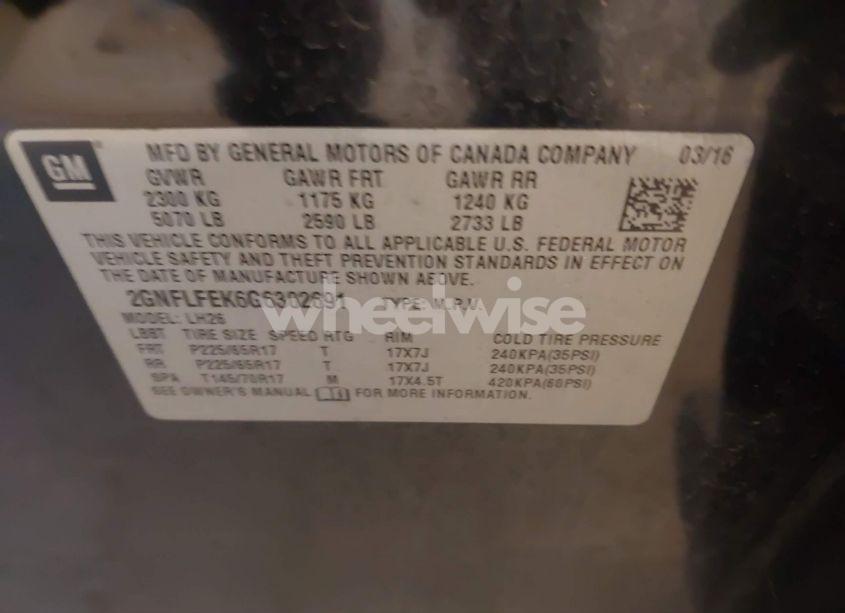 GM
MFD BY GENERAL MOTORS OF CANADA COMPANY 03/16
GVWR GAWR FRT GAWR RR
2300 KG 1175 KG 1240 KG
5070 LB 2590 LB 2733 LB
THIS VEHICLE CONFORMS TO ALL APPLICABLE U.S. FEDERAL MOTOR
VEHICLE SAFETY AND THEFT PREVENTION STANDARDS IN EFFECT ON
THE DATE OF MANUFACTURE SHOWN ABOVE.
2GNFLFEK6G6302691 TYPE: M.P.V.
wheelwise
MODEL: LH26
LBBT TIRE SIZE SPEED RTG RIM COLD TIRE PRESSURE
FRT P225/65R17 T 17X7J 240KPA(35PSI)
RR P225/65R17 T 17X7J 240KPA(35PSI)
SPA T145/70R17 M 17X4.5T 420KPA(60PSI)
SEE OWNER'S MANUAL FOR MORE INFORMATION.